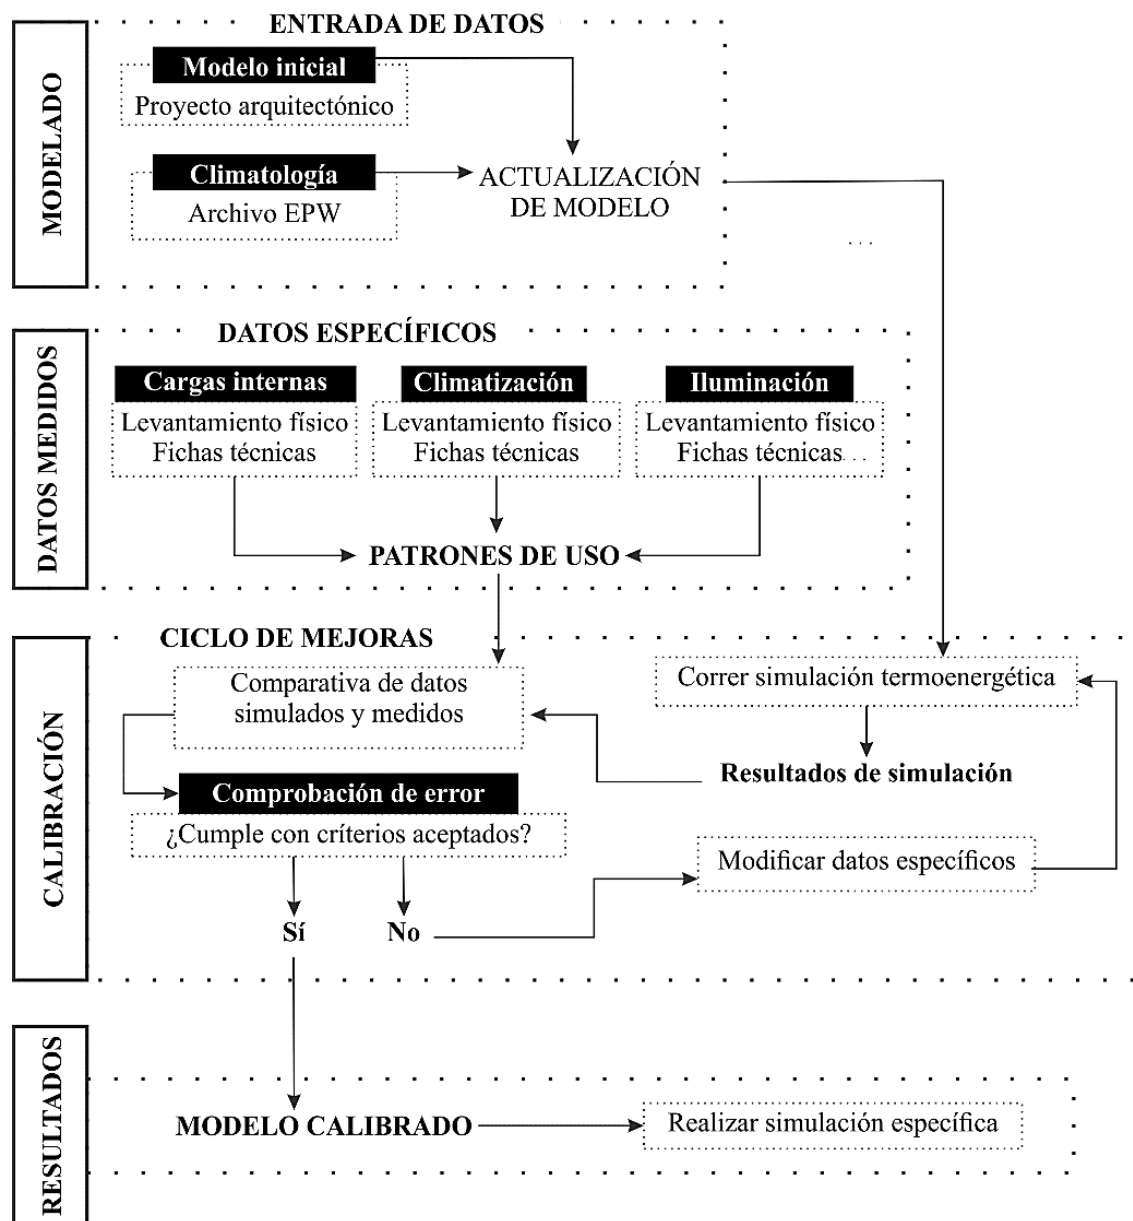 MODELADO
ENTRADA DE DATOS
Modelo inicial
Proyecto arquitectónico
Climatología
Archivo EPW
ACTUALIZACIÓN
DE MODELO
DATOS MEDIDOS
DATOS ESPECÍFICOS
Cargas internas
Levantamiento físico
Fichas técnicas
Climatización
Levantamiento físico
Fichas técnicas
Iluminación
Levantamiento físico
Fichas técnicas
PATRONES DE USO
CALIBRACIÓN
CICLO DE MEJORAS
Comparativa de datos
simulados y medidos
Correr simulación termoenergética
Resultados de simulación
Comprobación de error
¿Cumple con críterios aceptados?
Modificar datos específicos
Sí
No
RESULTADOS
MODELO CALIBRADO
Realizar simulación específica